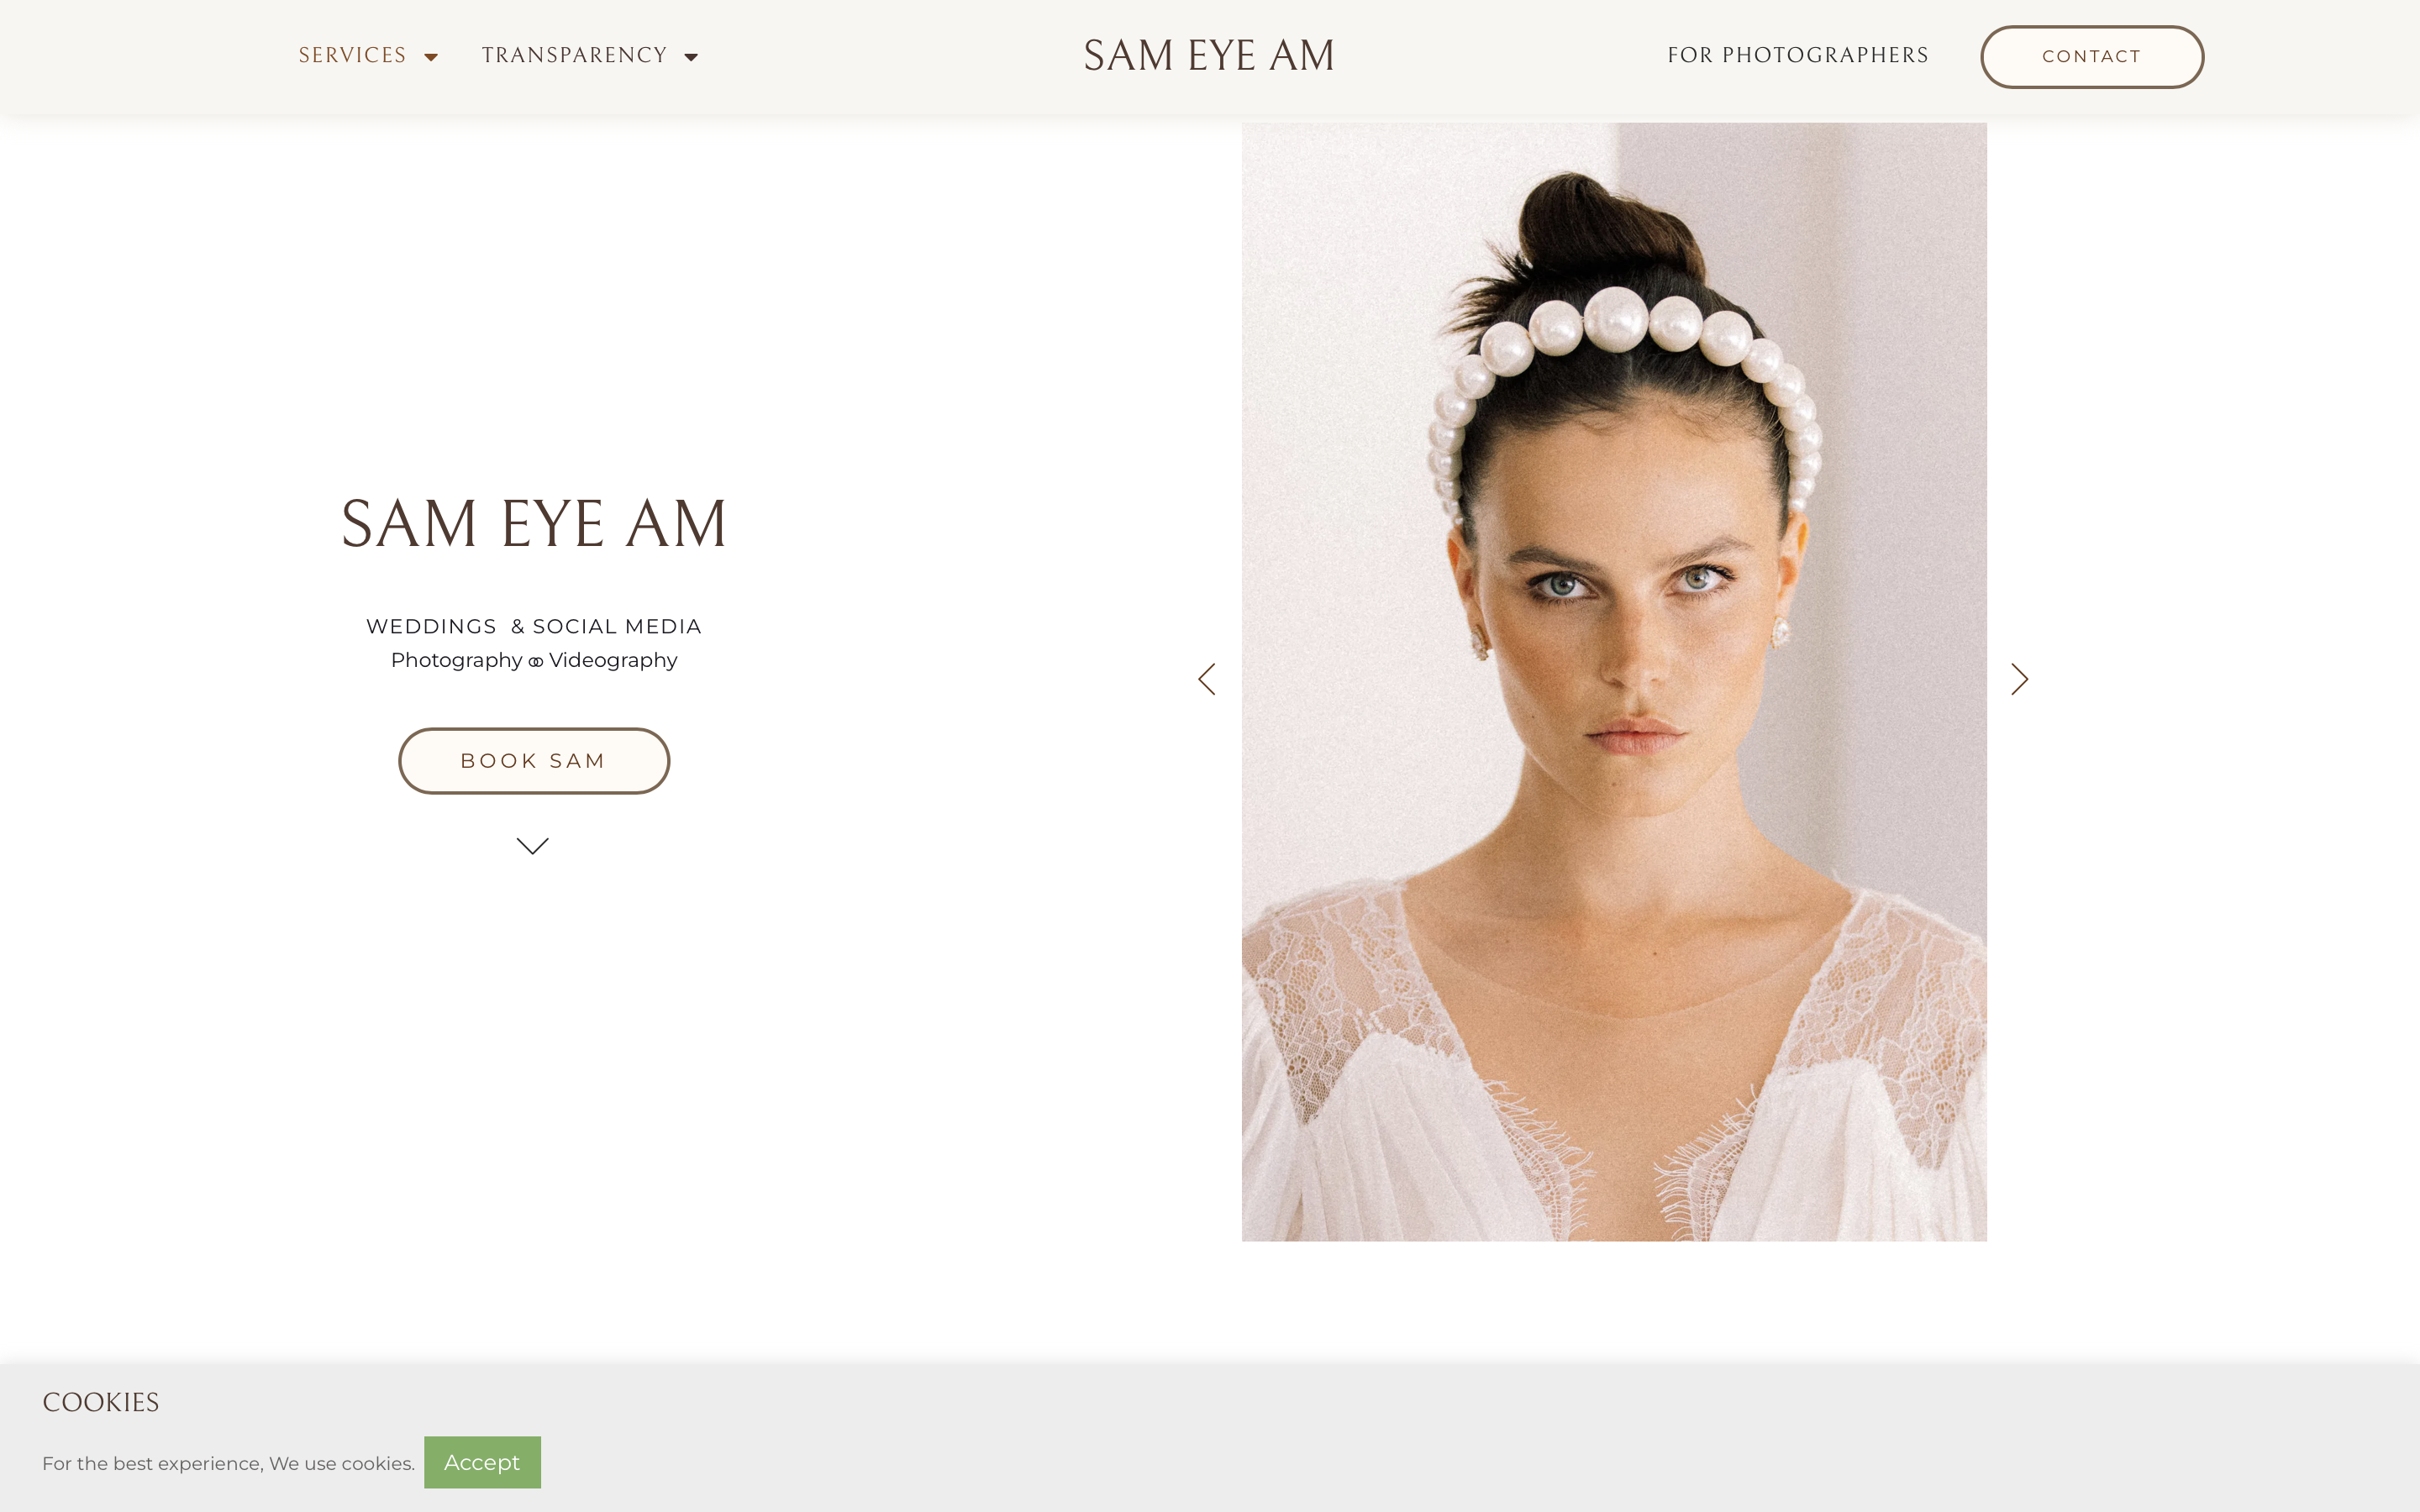 SERVICES
TRANSPARENCY
SAM EYE AM
FOR PHOTOGRAPHERS
CONTACT
SAM EYE AM
WEDDINGS & SOCIAL MEDIA
Photography ꝏ Videography
BOOK SAM
COOKIES
For the best experience, We use cookies.
Accept